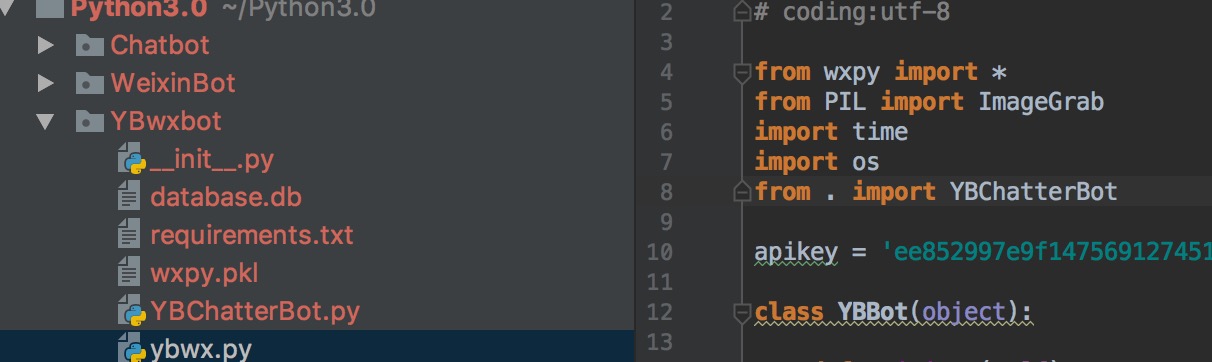 Python3.0 ~/Python3.0
Chatbot
WeixinBot
YBwxbot
__init__.py
database.db
requirements.txt
wxpy.pkl
YBChatterBot.py
ybwx.py
2 # coding:utf-8
3
4 from wxpy import *
5 from PIL import ImageGrab
6 import time
7 import os
8 from . import YBChatterBot
9
10 apikey = 'ee852997e9f147569127451
11
12 class YBBot(object):
13